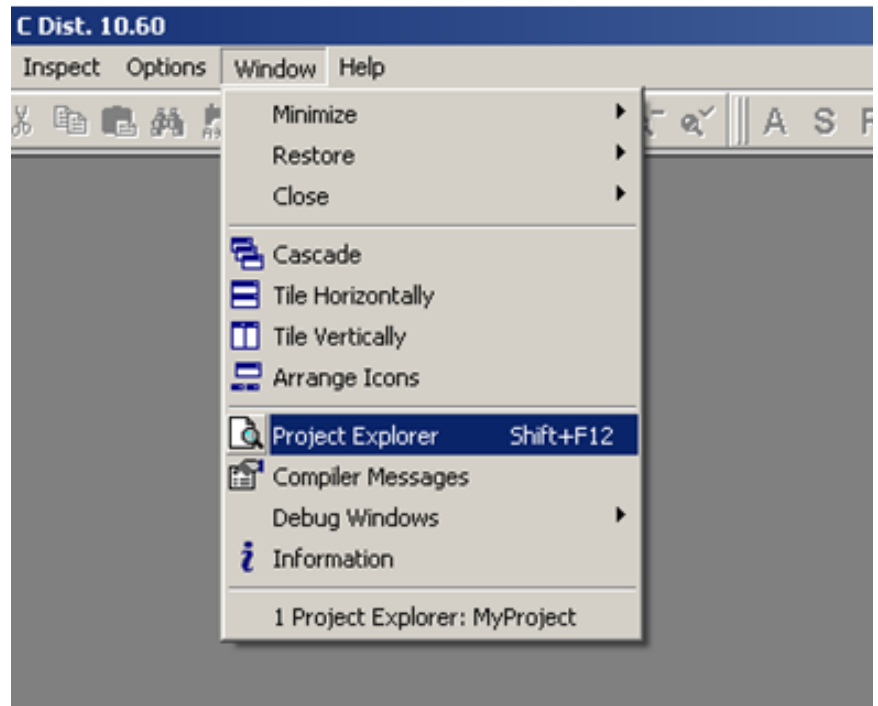 C Dist. 10.60
Inspect Options Window Help
A S F
Minimize
Restore
Close
Cascade
Tile Horizontally
Tile Vertically
Arrange Icons
Project Explorer Shift+F12
Compiler Messages
Debug Windows
Information
1 Project Explorer: MyProject